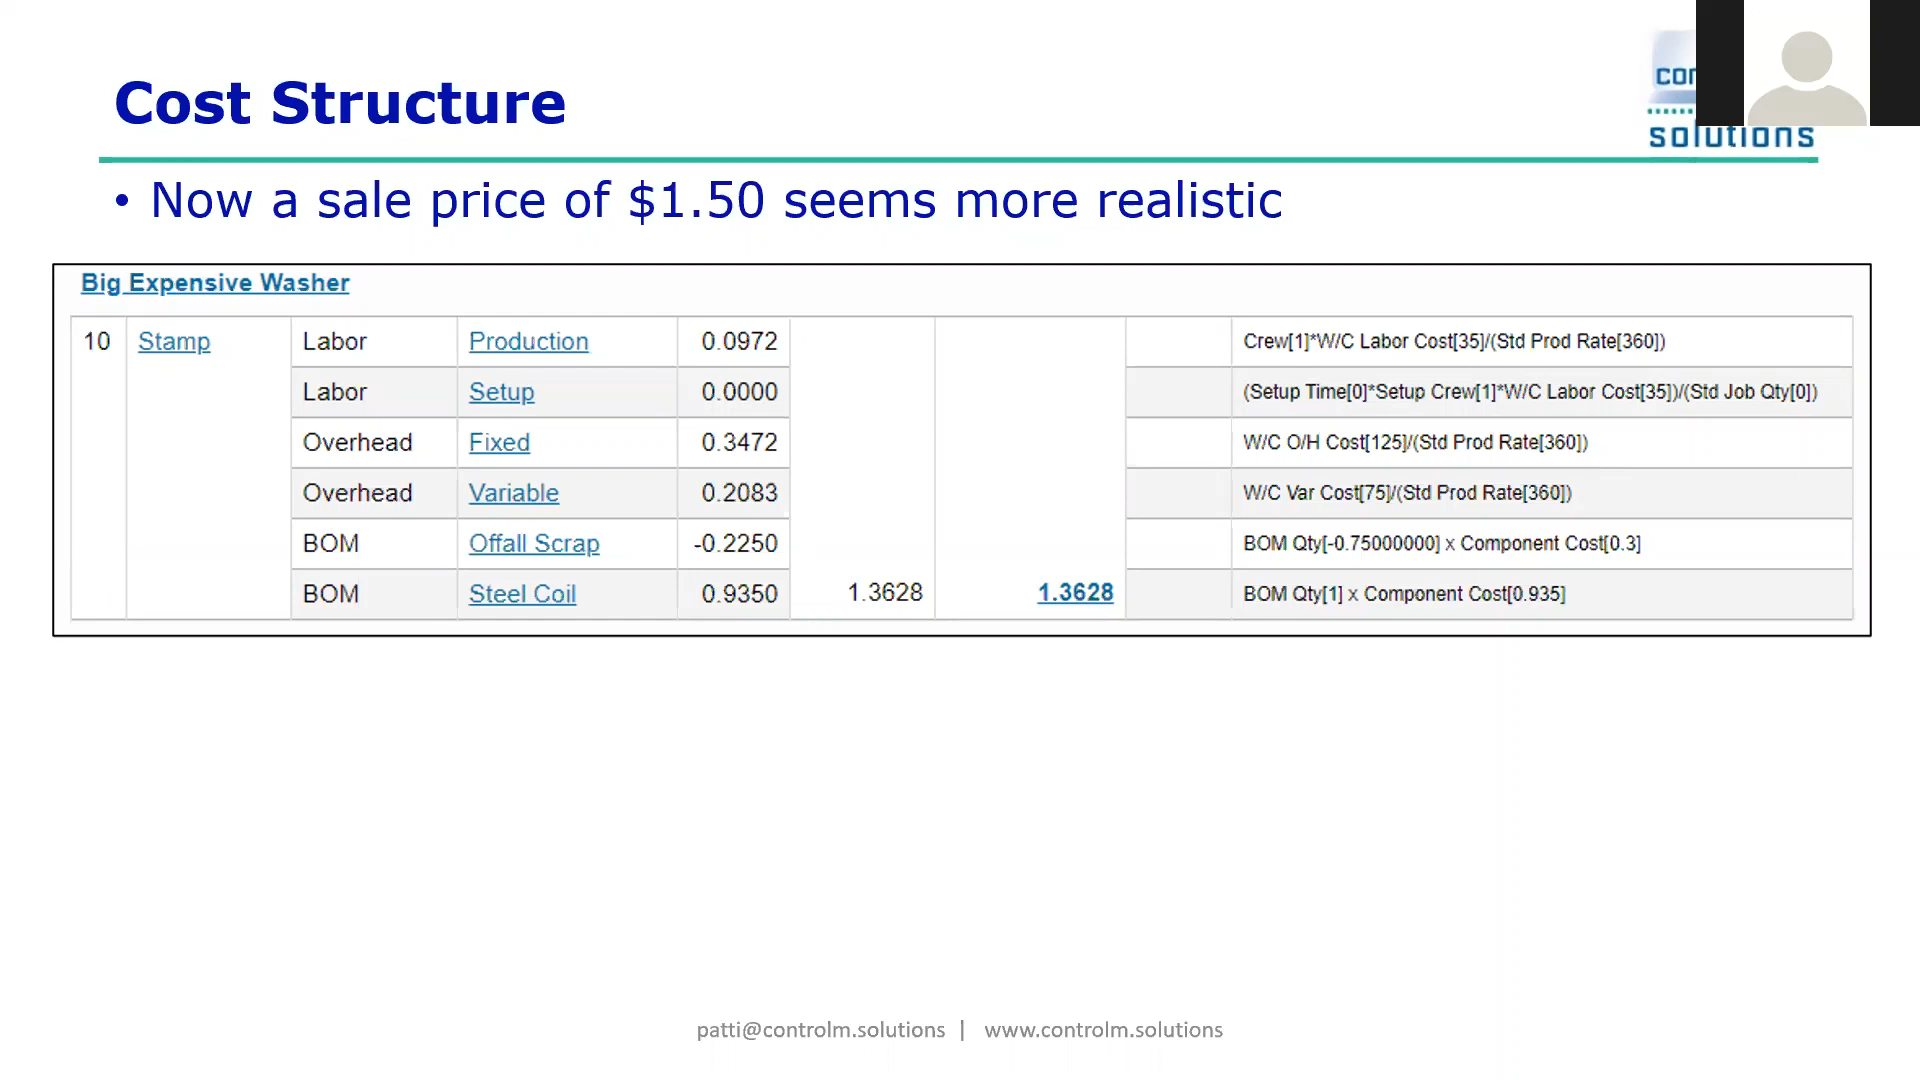 Cost Structure
solutions
• Now a sale price of $1.50 seems more realistic
Big Expensive Washer
10 Stamp Labor Production 0.0972 Crew[1]*W/C Labor Cost[35]/(Std Prod Rate[360])
Labor Setup 0.0000 (Setup Time[0]*Setup Crew[1]*W/C Labor Cost[35])/(Std Job Qty[0])
Overhead Fixed 0.3472 W/C O/H Cost[125]/(Std Prod Rate[360])
Overhead Variable 0.2083 W/C Var Cost[75]/(Std Prod Rate[360])
BOM Offall Scrap -0.2250 BOM Qty[-0.75000000] x Component Cost[0.3]
BOM Steel Coil 0.9350 1.3628 1.3628 BOM Qty[1] x Component Cost[0.935]
patti@controlm.solutions | www.controlm.solutions